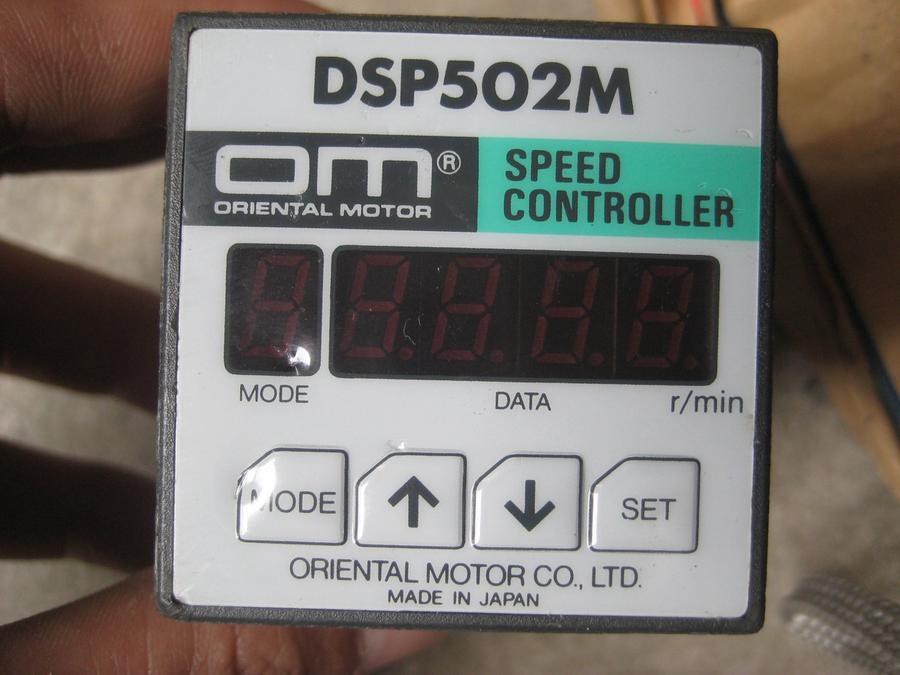 DSP502M
om®
ORIENTAL MOTOR
SPEED
CONTROLLER
MODE
DATA
r/min
MODE
↑
↓
SET
ORIENTAL MOTOR CO., LTD.
MADE IN JAPAN